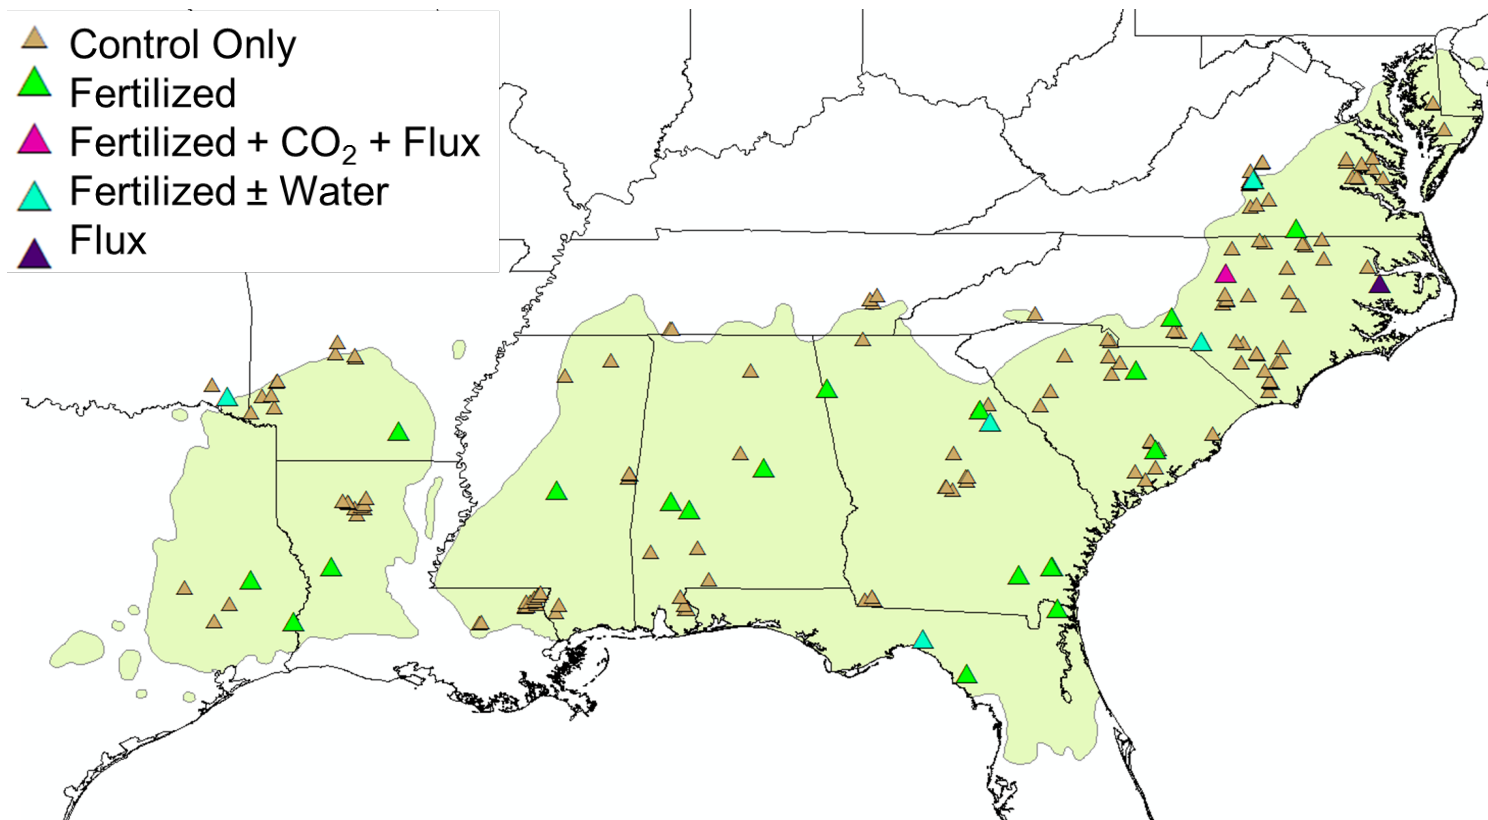 Control Only
Fertilized
Fertilized + CO₂ + Flux
Fertilized ± Water
Flux